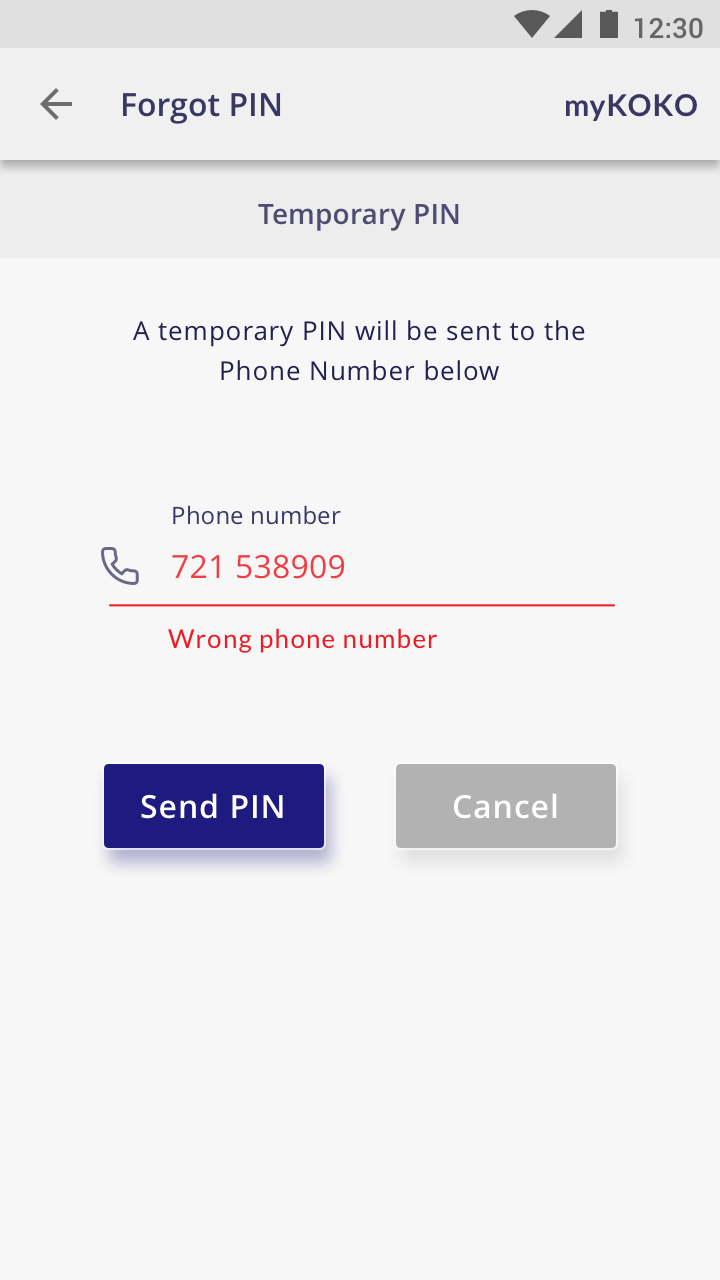 12:30
Forgot PIN
myKOKO
Temporary PIN
A temporary PIN will be sent to the
Phone Number below
Phone number
721 538909
Wrong phone number
Send PIN
Cancel